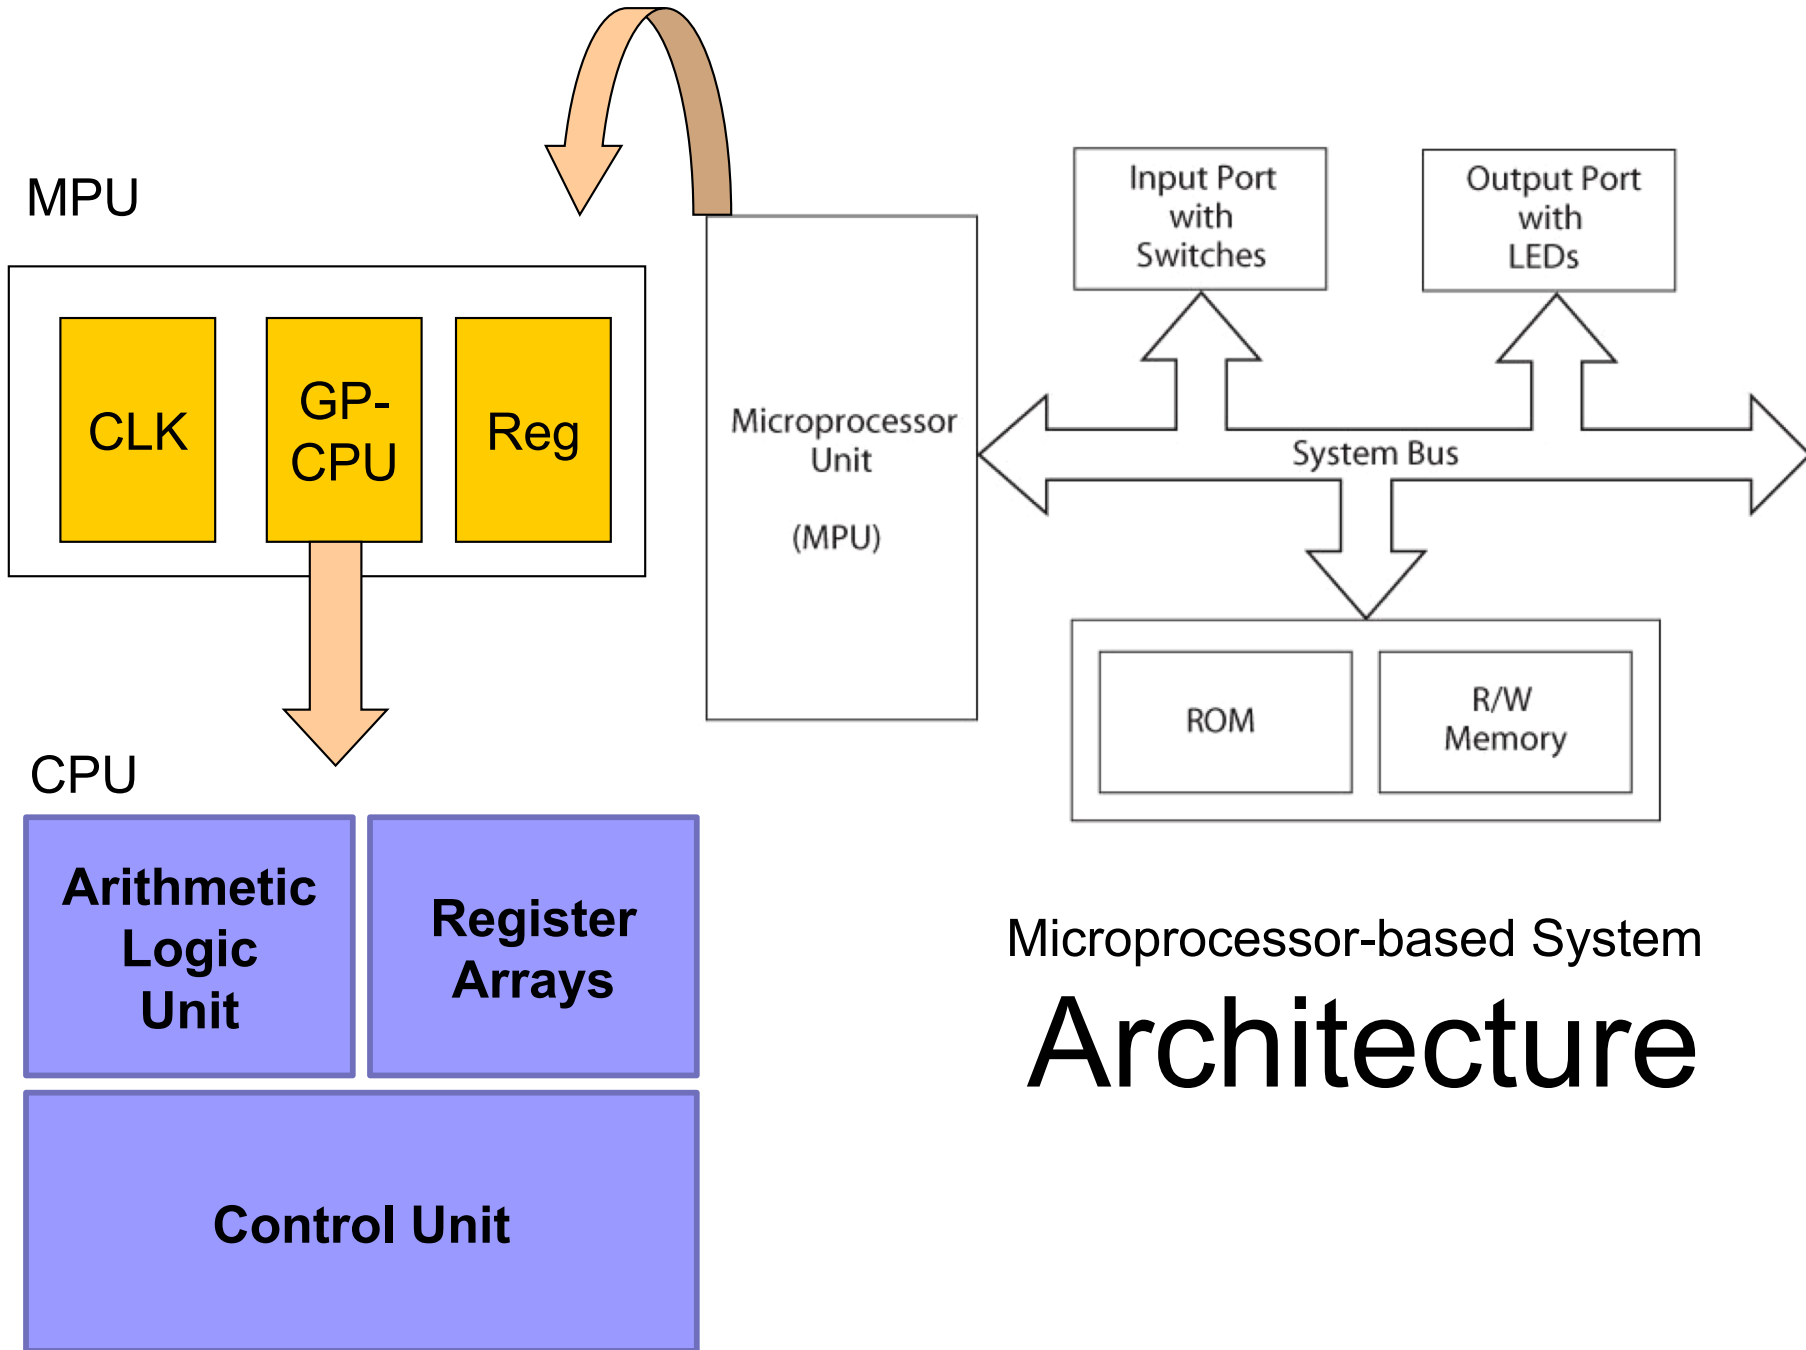 MPU
CLK
GP-
CPU
Reg
CPU
Arithmetic
Logic
Unit
Register
Arrays
Control Unit
Microprocessor
Unit
(MPU)
Input Port
with
Switches
Output Port
with
LEDs
System Bus
ROM
R/W
Memory
Microprocessor-based System
Architecture